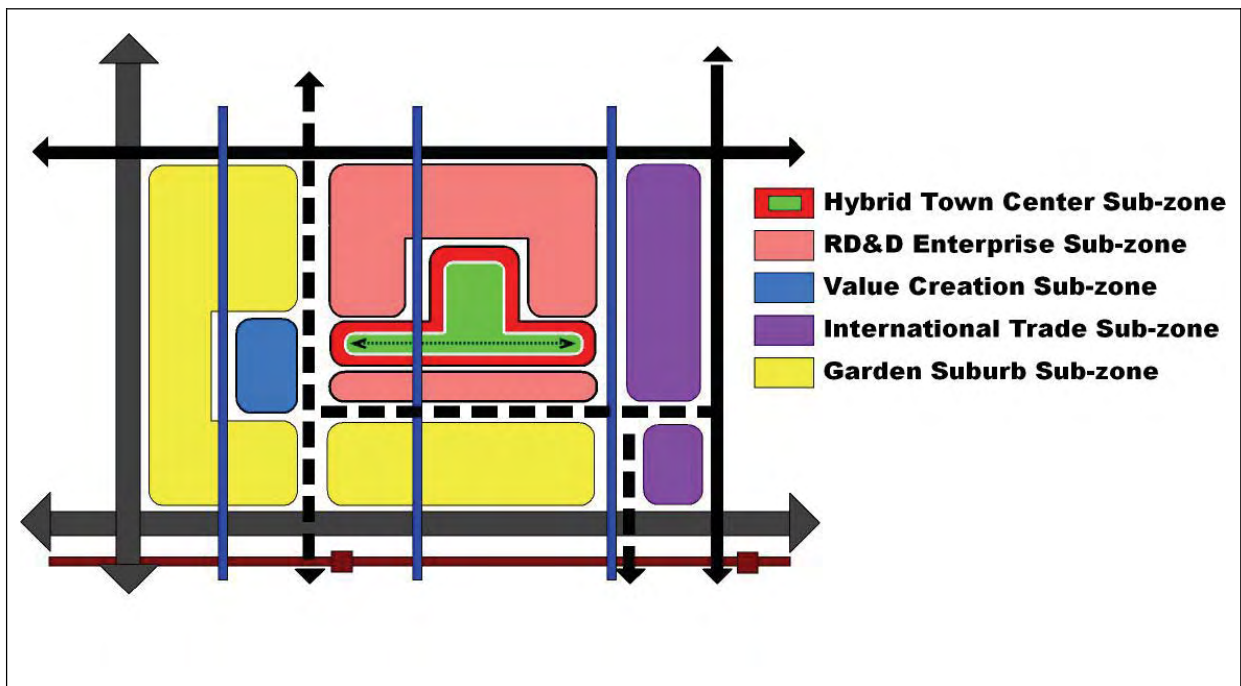 Hybrid Town Center Sub-zone
RD&D Enterprise Sub-zone
Value Creation Sub-zone
International Trade Sub-zone
Garden Suburb Sub-zone